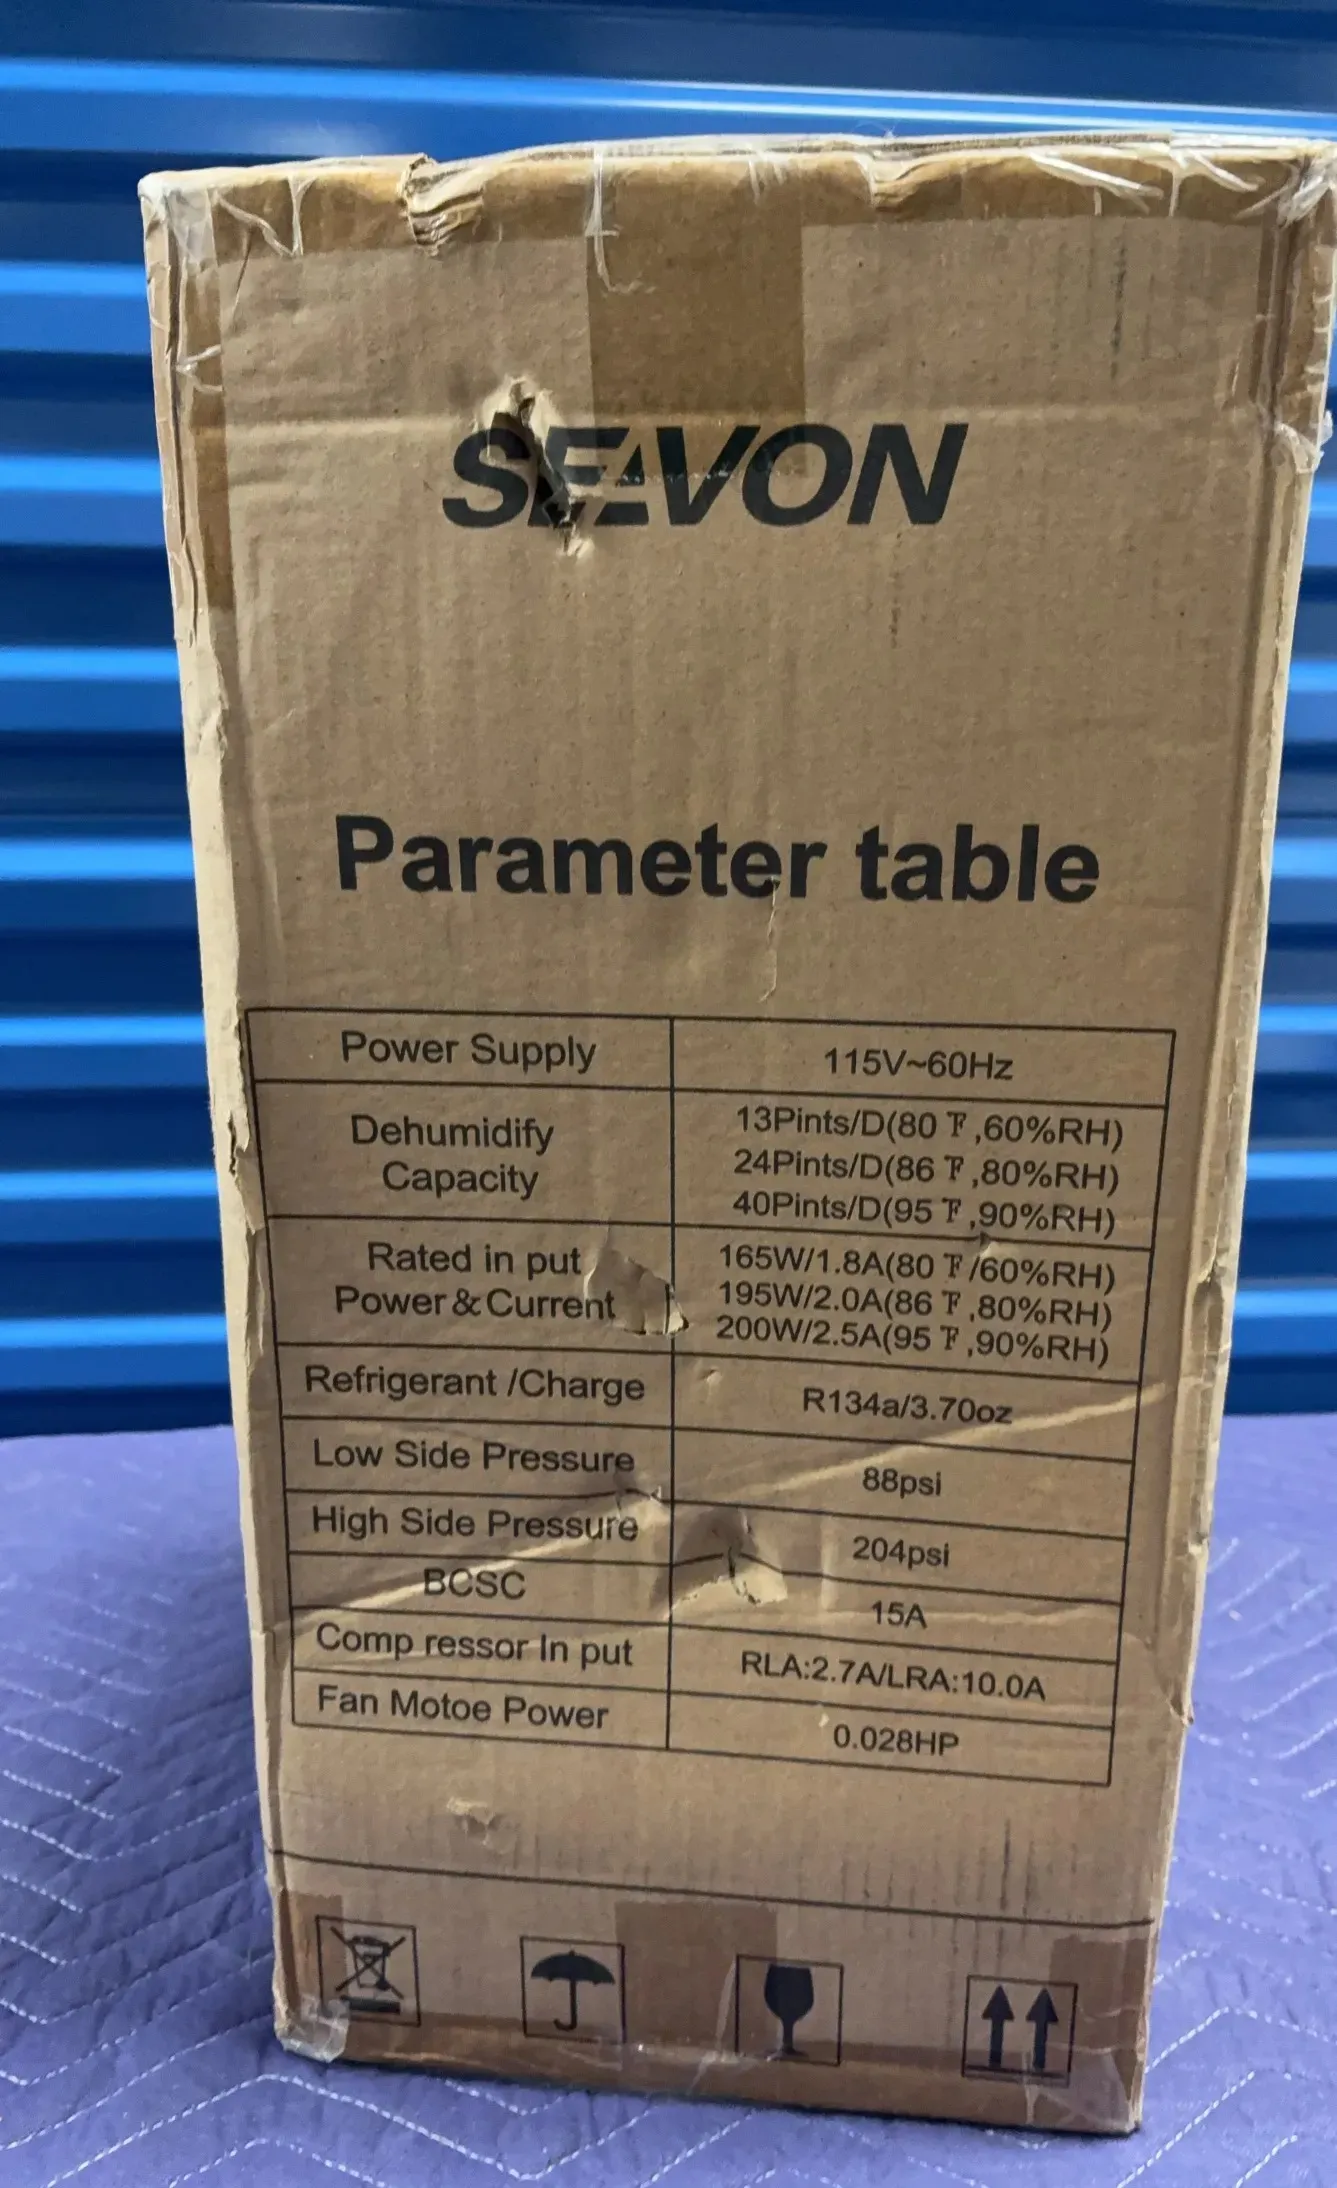 SEAVON
Parameter table
Power Supply
115V~60Hz
Dehumidify
Capacity
13Pints/D(80 ℉,60%RH)
24Pints/D(86 ℉,80%RH)
40Pints/D(95 ℉,90%RH)
Rated in put
Power&Current
165W/1.8A(80 ℉/60%RH)
195W/2.0A(86 ℉,80%RH)
200W/2.5A(95 ℉,90%RH)
Refrigerant /Charge
R134a/3.70oz
Low Side Pressure
88psi
High Side Pressure
204psi
BCSC
15A
Comp ressor In put
RLA:2.7A/LRA:10.0A
Fan Motoe Power
0.028HP